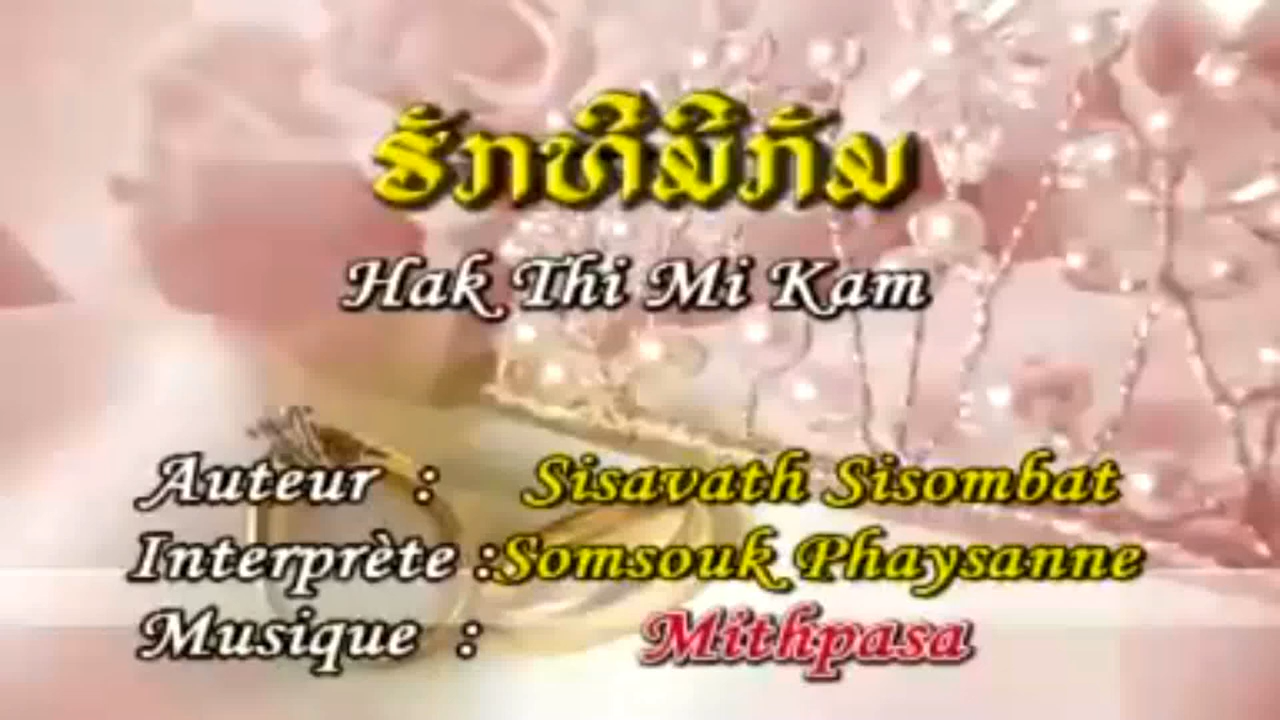 ຮັກທີ່ມີກັມ
Hak Thi Mi Kam
Auteur : Sisavath Sisombat
Interprète : Somsouk Phaysanne
Musique : Mithpasa